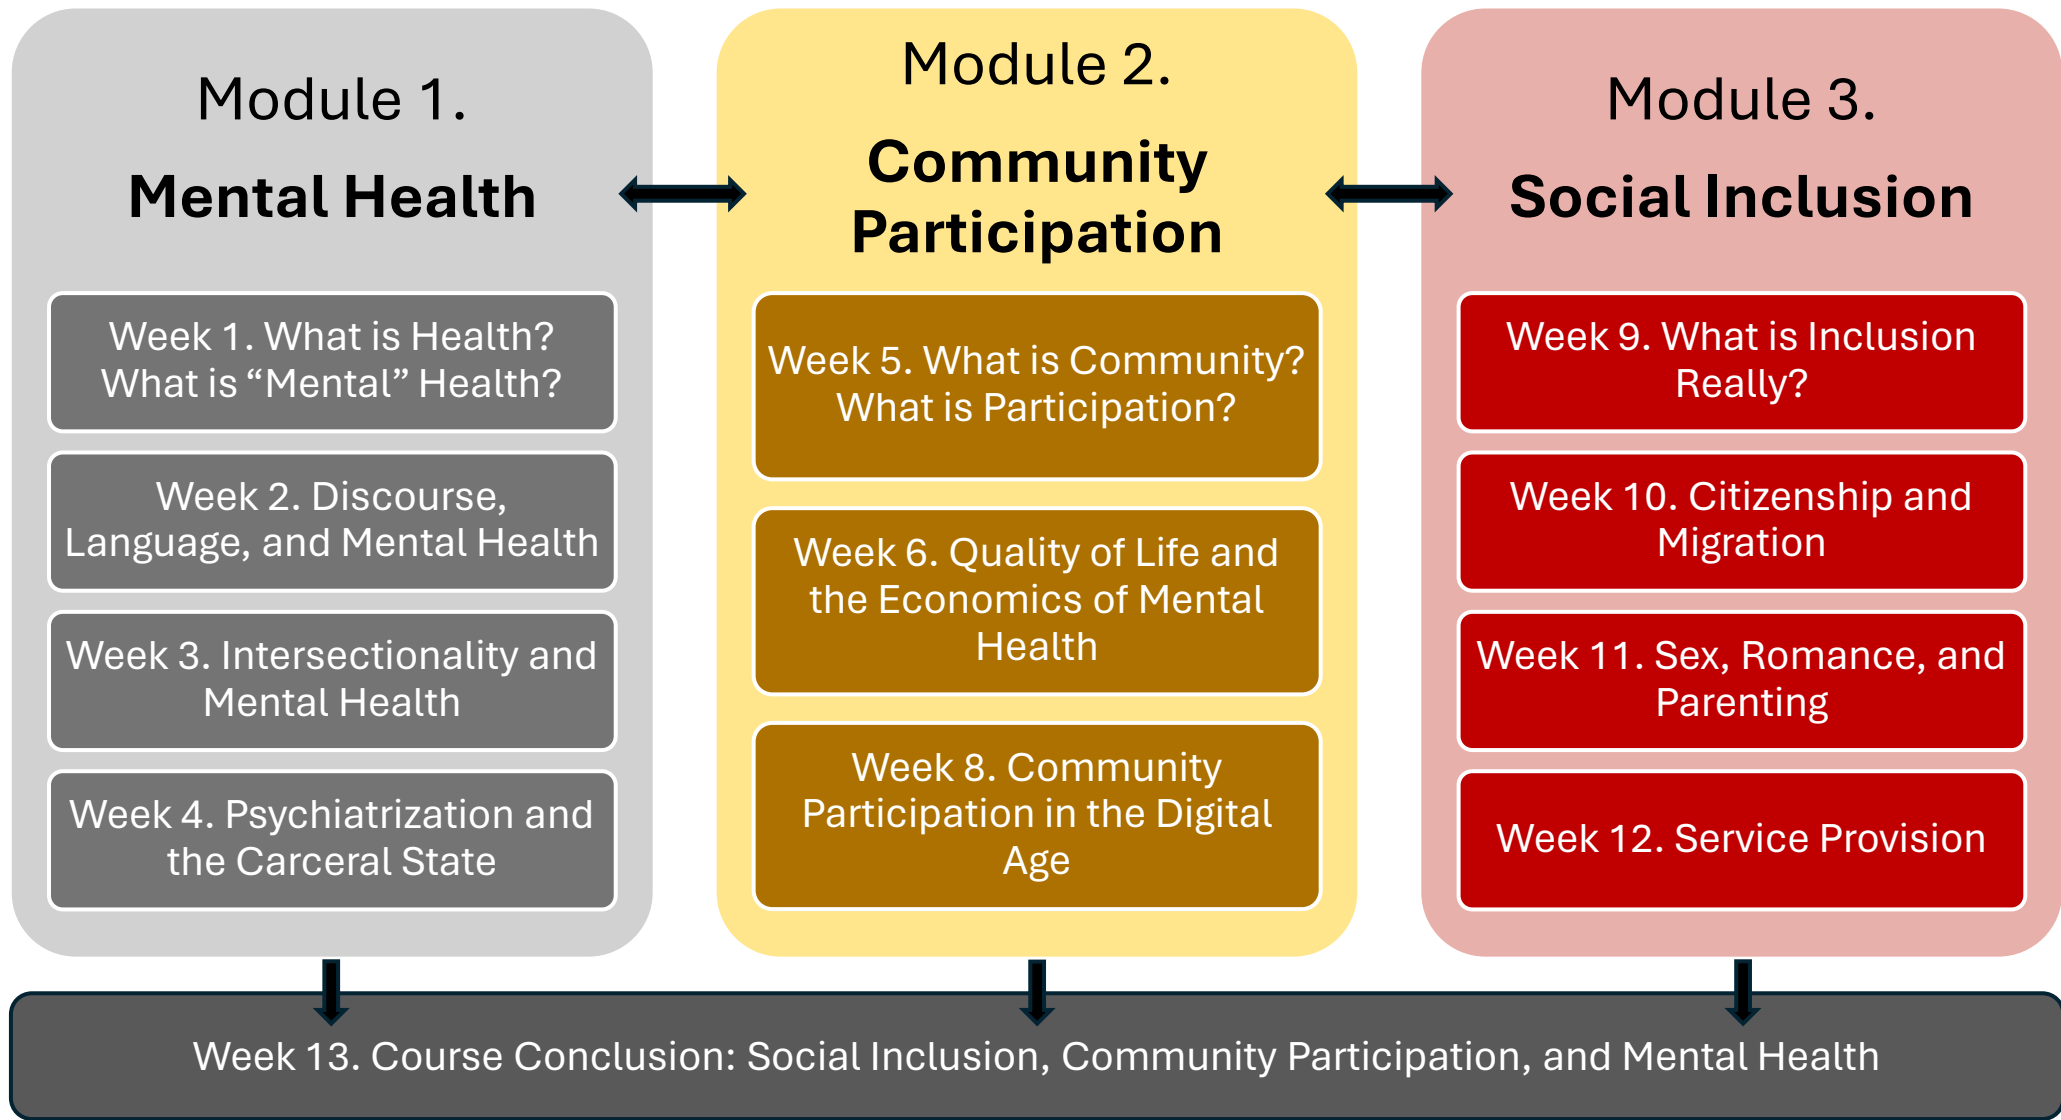 Module 1.
Mental Health
Week 1. What is Health?
What is “Mental” Health?
Week 2. Discourse,
Language, and Mental Health
Week 3. Intersectionality and
Mental Health
Week 4. Psychiatrization and
the Carceral State
Module 2.
Community
Participation
Week 5. What is Community?
What is Participation?
Week 6. Quality of Life and
the Economics of Mental
Health
Week 8. Community
Participation in the Digital
Age
Module 3.
Social Inclusion
Week 9. What is Inclusion
Really?
Week 10. Citizenship and
Migration
Week 11. Sex, Romance, and
Parenting
Week 12. Service Provision
Week 13. Course Conclusion: Social Inclusion, Community Participation, and Mental Health